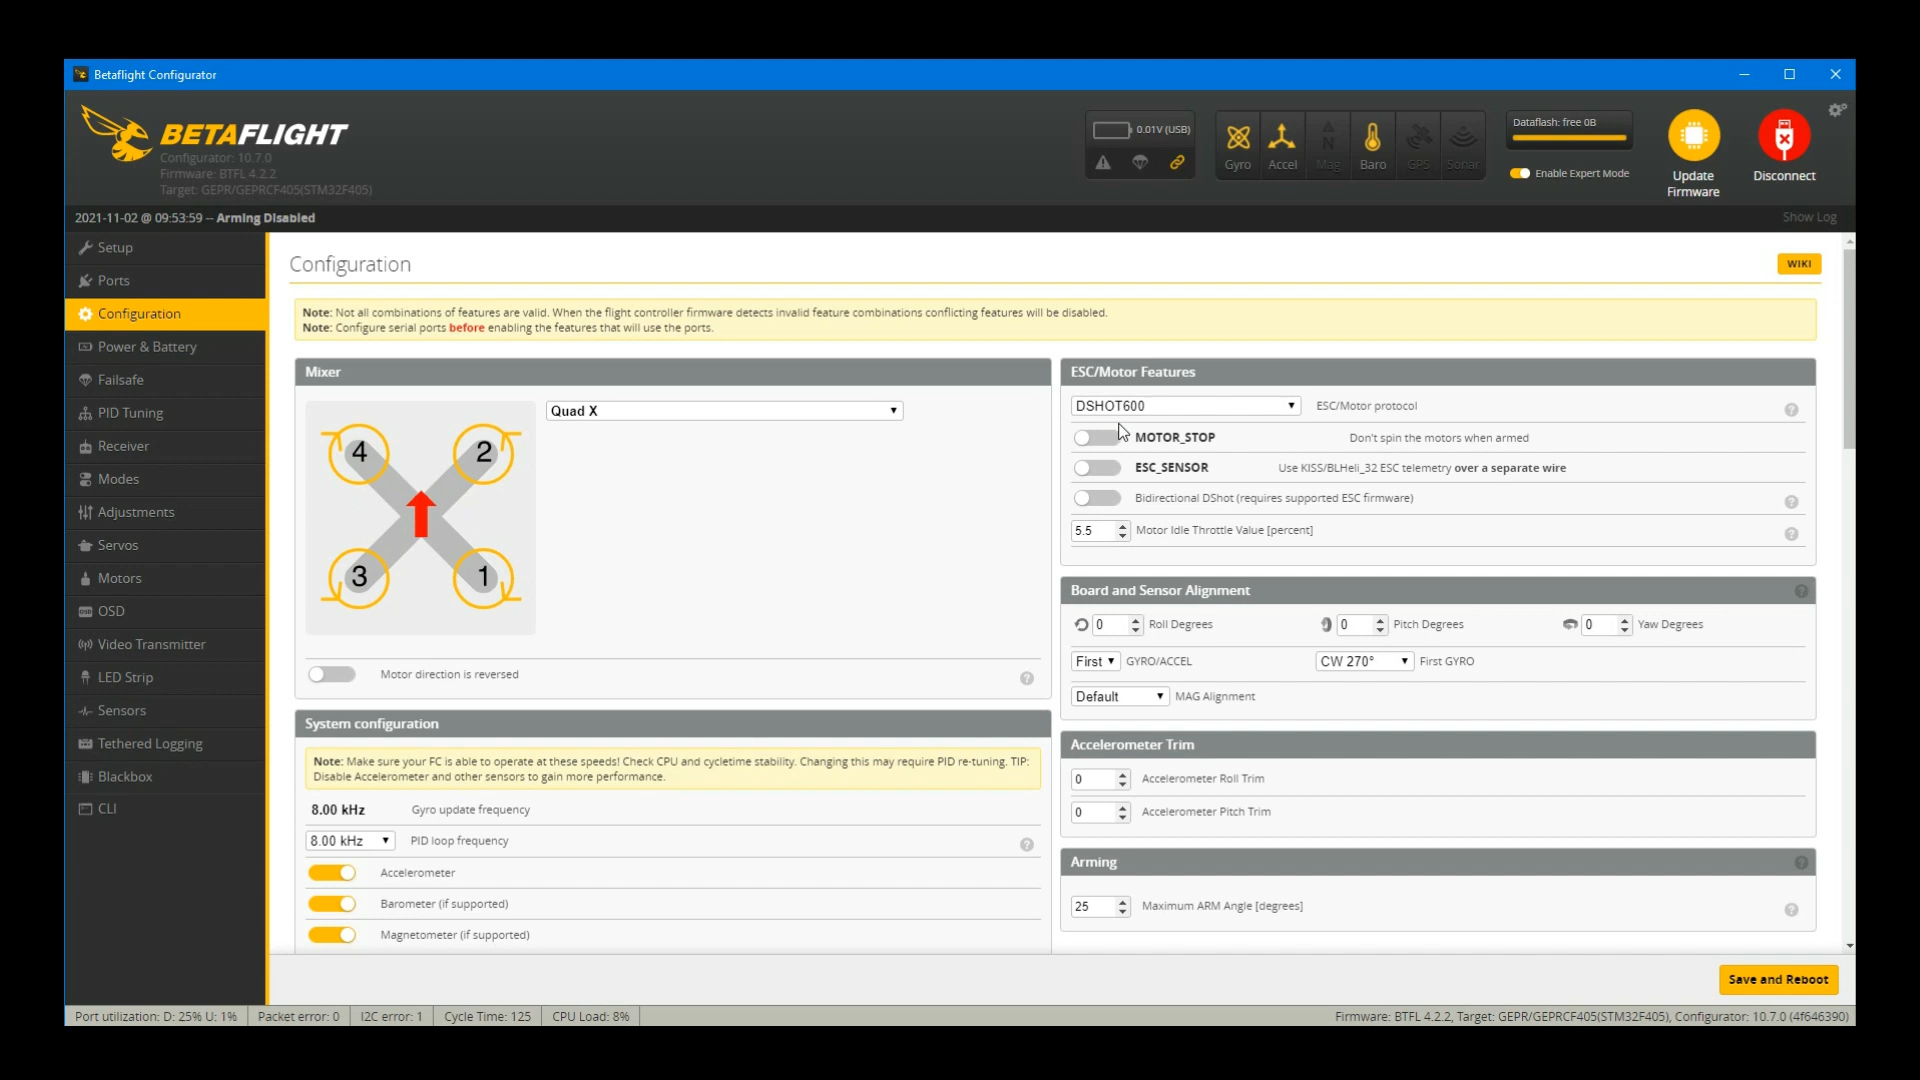 Betaflight Configurator
BETAFLIGHT
Configurator: 10.7.0
Firmware: BTFL 4.2.2
Target: GEPR/GEPRCF405(STM32F405)
0.01V (USB)
Gyro
Accel
Mag
Baro
GPS
Sonar
Dataflash: free 0B
Enable Expert Mode
Update
Firmware
Disconnect
2021-11-02 @ 09:53:59 -- Arming Disabled
Show Log
Setup
Ports
Configuration
Power & Battery
Failsafe
PID Tuning
Receiver
Modes
Adjustments
Servos
Motors
OSD
Video Transmitter
LED Strip
Sensors
Tethered Logging
Blackbox
CLI
Configuration
WIKI
Note: Not all combinations of features are valid. When the flight controller firmware detects invalid feature combinations conflicting features will be disabled.
Note: Configure serial ports before enabling the features that will use the ports.
Mixer
4
2
3
1
Quad X
Motor direction is reversed
System configuration
Note: Make sure your FC is able to operate at these speeds! Check CPU and cycletime stability. Changing this may require PID re-tuning. TIP:
Disable Accelerometer and other sensors to gain more performance.
8.00 kHz Gyro update frequency
8.00 kHz PID loop frequency
Accelerometer
Barometer (if supported)
Magnetometer (if supported)
ESC/Motor Features
DSHOT600 ESC/Motor protocol
MOTOR_STOP Don't spin the motors when armed
ESC_SENSOR Use KISS/BLHeli_32 ESC telemetry over a separate wire
Bidirectional DShot (requires supported ESC firmware)
5.5 Motor Idle Throttle Value [percent]
Board and Sensor Alignment
0 Roll Degrees 0 Pitch Degrees 0 Yaw Degrees
First GYRO/ACCEL CW 270° First GYRO
Default MAG Alignment
Accelerometer Trim
0 Accelerometer Roll Trim
0 Accelerometer Pitch Trim
Arming
25 Maximum ARM Angle [degrees]
Save and Reboot
Port utilization: D: 25% U: 1% Packet error: 0 I2C error: 1 Cycle Time: 125 CPU Load: 8% Firmware: BTFL 4.2.2, Target: GEPR/GEPRCF405(STM32F405), Configurator: 10.7.0 (4f646390)